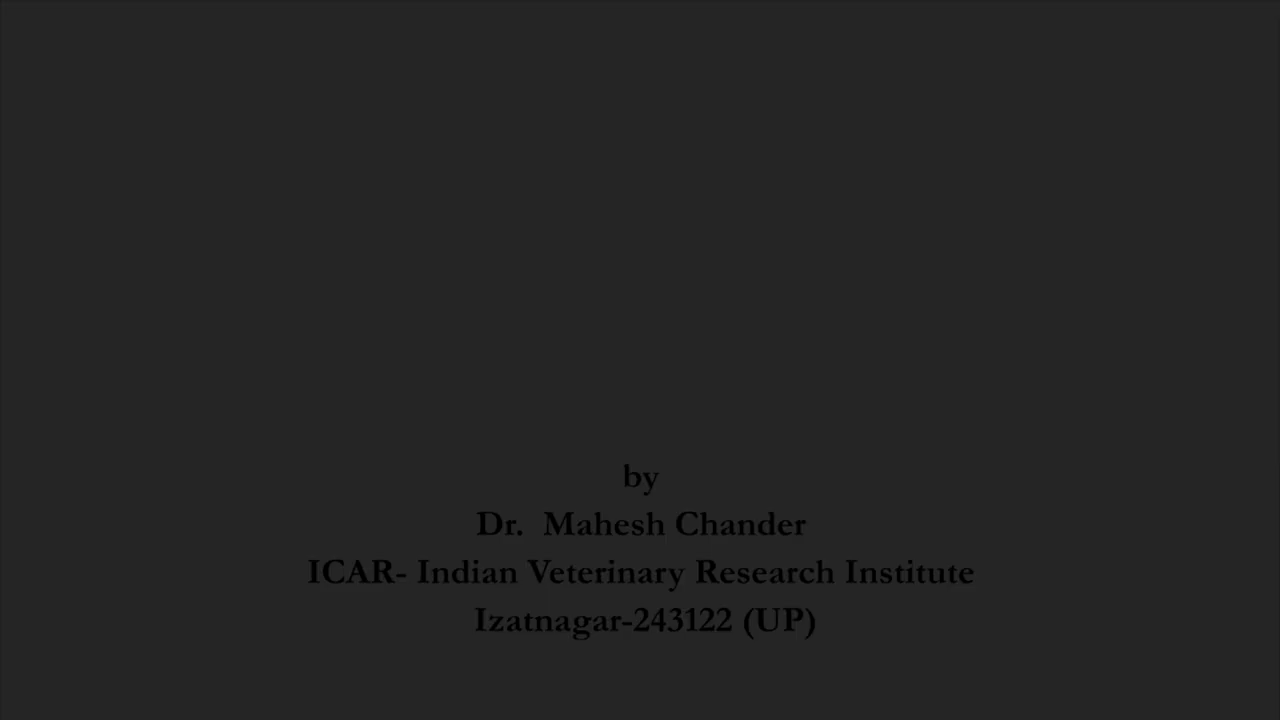 by
Dr.  Mahesh Chander
ICAR- Indian Veterinary Research Institute
Izatnagar-243122 (UP)